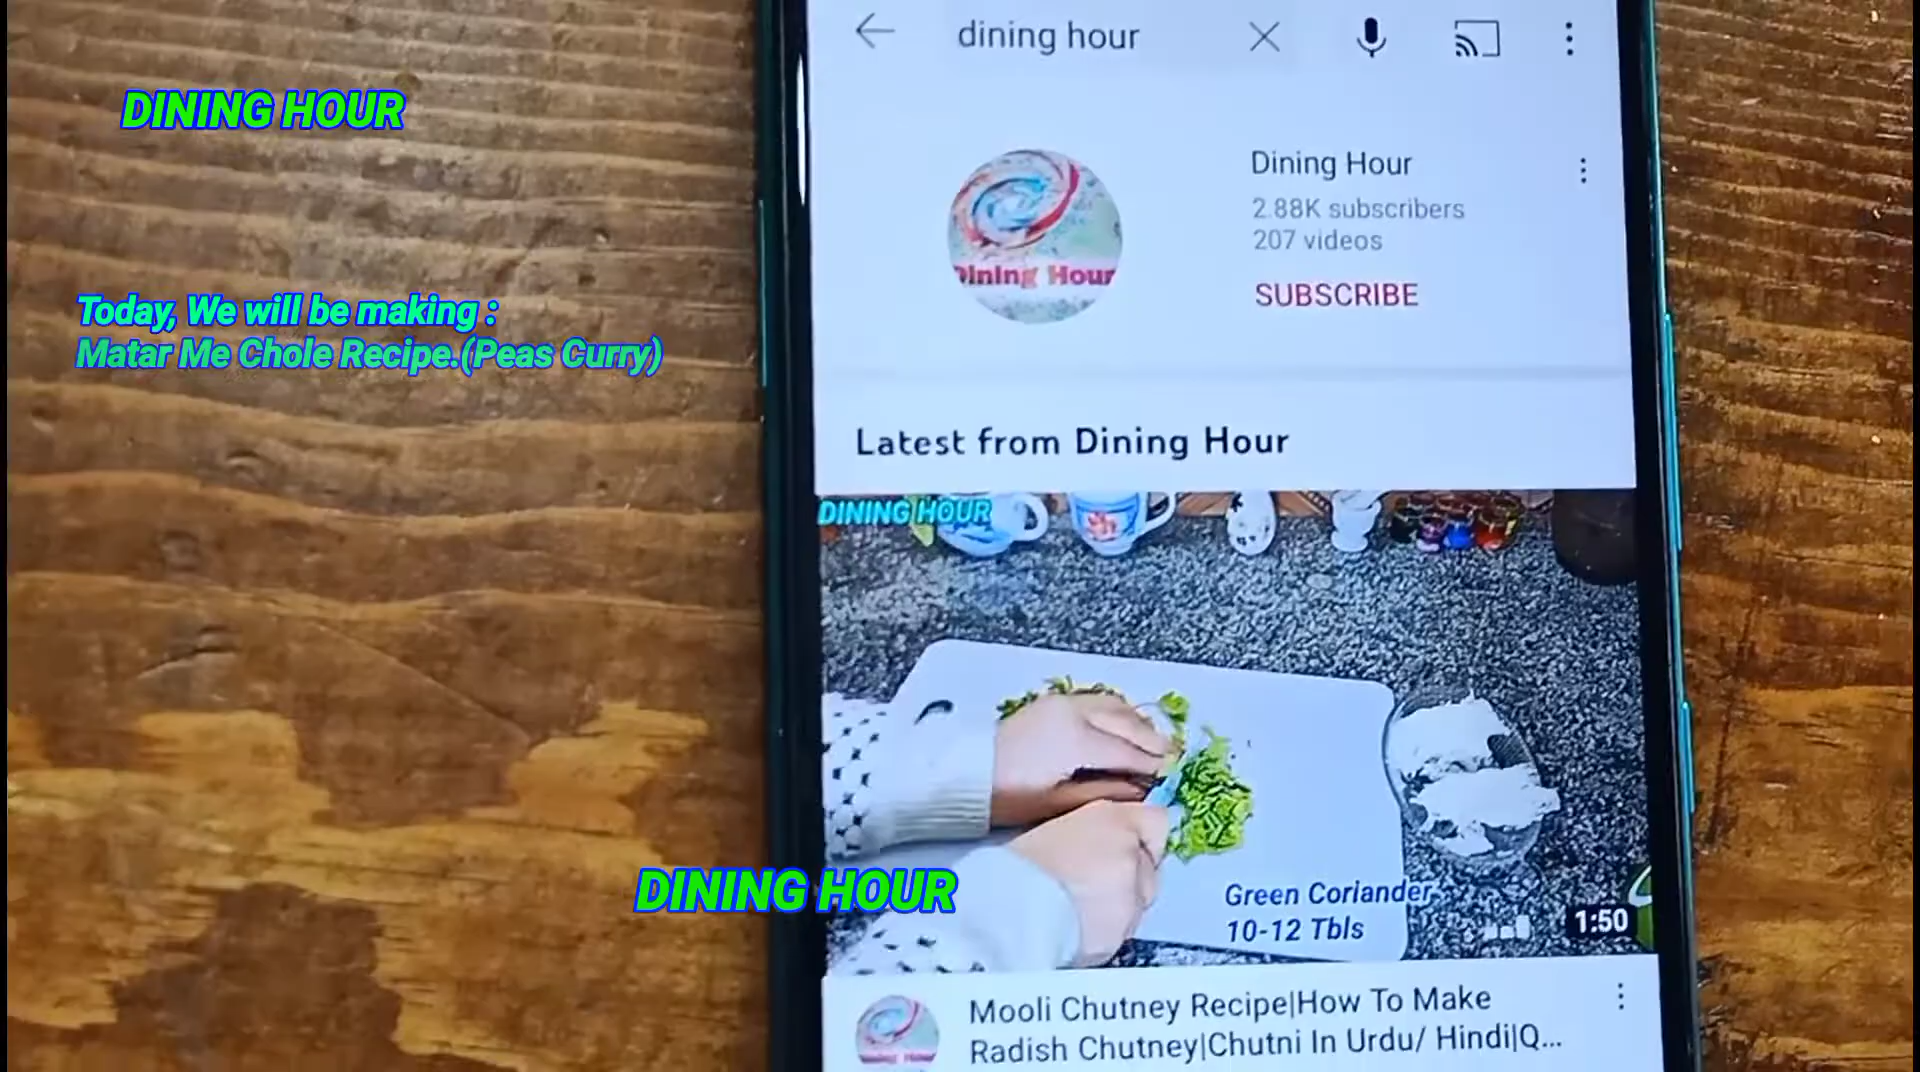 dining hour
DINING HOUR
Dining Hour
2.88K subscribers
207 videos
Dining Hour
SUBSCRIBE
Today, We will be making :
Matar Me Chole Recipe.(Peas Curry)
Latest from Dining Hour
DINING HOUR
DINING HOUR
Green Coriander
10-12 Tbls
1:50
Mooli Chutney Recipe|How To Make
Radish Chutney|Chutni In Urdu/ Hindi|Q...